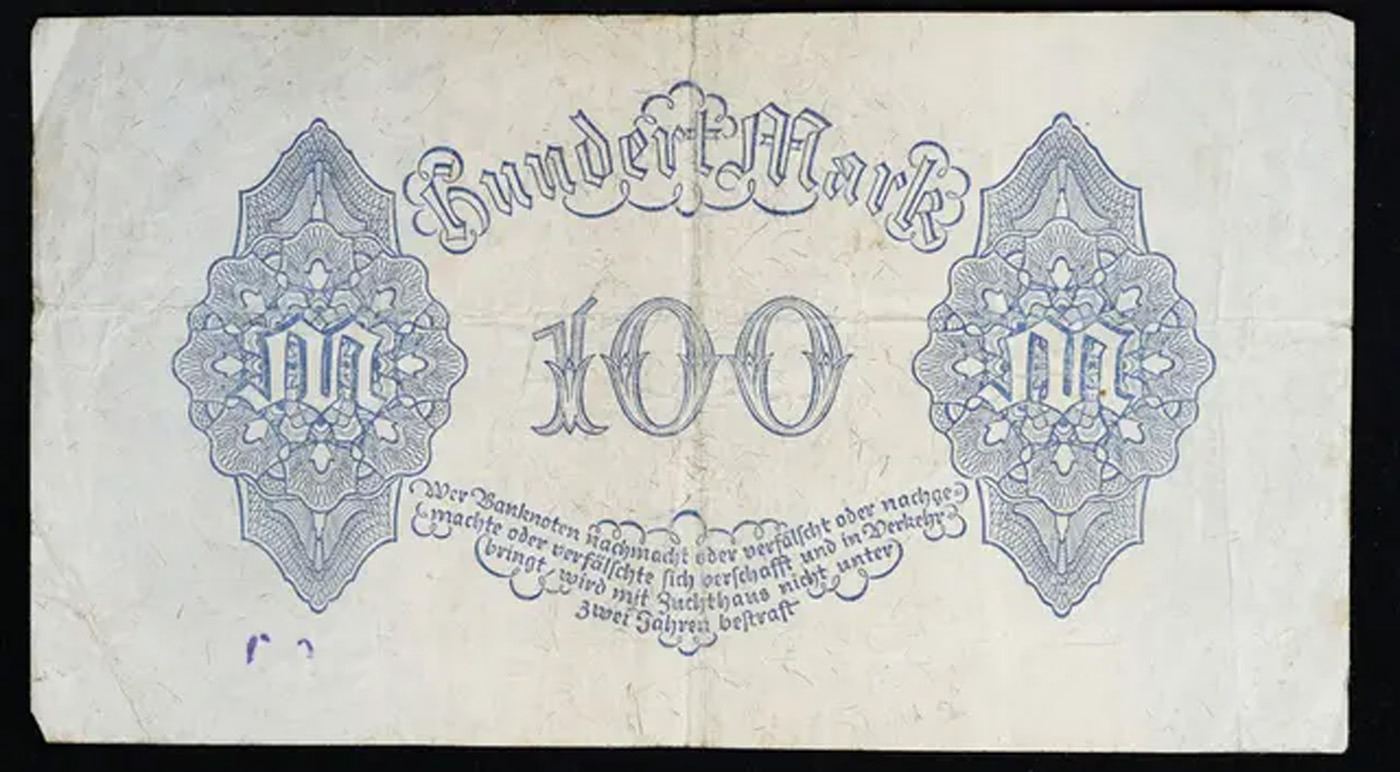 Hundert Mark
M
100
M
Wer Banknoten nachmacht oder verfälscht oder nachge-
machte oder verfälschte sich verschafft und in Verkehr
bringt, wird mit Zuchthaus nicht unter
zwei Jahren bestraft